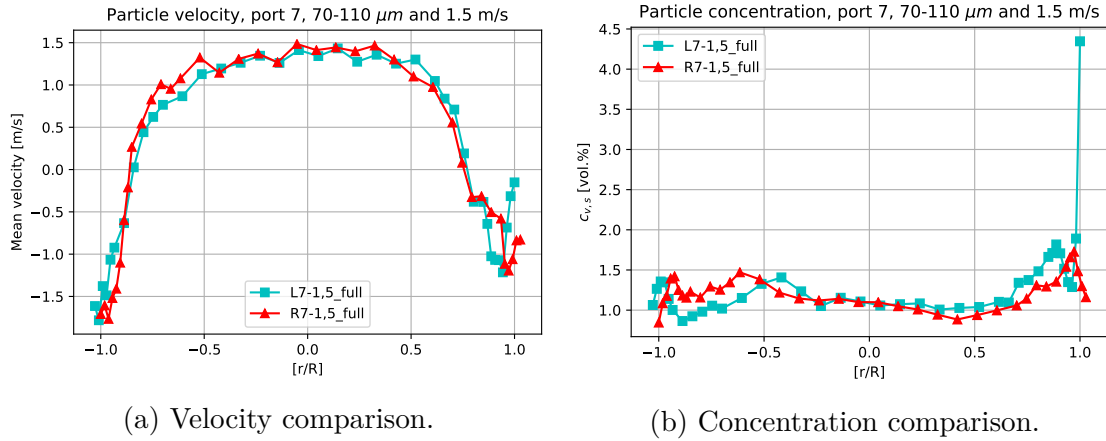 Particle velocity, port 7, 70-110 μm and 1.5 m/s
Mean velocity [m/s]
1.5
1.0
0.5
0.0
−0.5
−1.0
−1.5
L7-1,5_full
R7-1,5_full
−1.0 −0.5 0.0 0.5 1.0
[r/R]
(a) Velocity comparison.
Particle concentration, port 7, 70-110 μm and 1.5 m/s
c_{v,s} [vol.%]
4.5
4.0
3.5
3.0
2.5
2.0
1.5
1.0
L7-1,5_full
R7-1,5_full
−1.0 −0.5 0.0 0.5 1.0
[r/R]
(b) Concentration comparison.